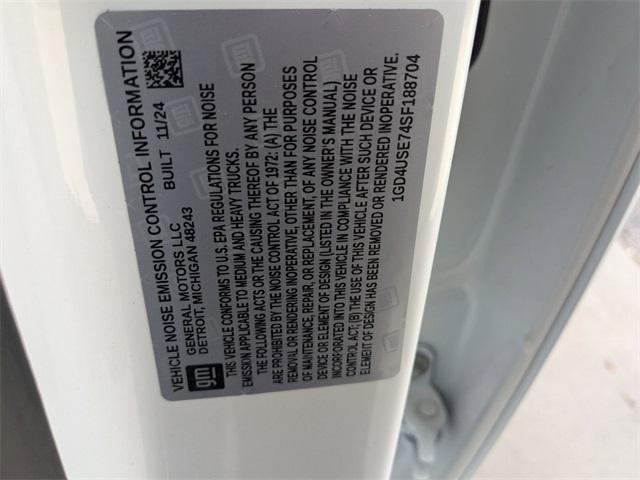 VEHICLE NOISE EMISSION CONTROL INFORMATION
GENERAL MOTORS LLC BUILT 11/24
DETROIT, MICHIGAN 48243
gm
THIS VEHICLE CONFORMS TO U.S. EPA REGULATIONS FOR NOISE
EMISSION APPLICABLE TO MEDIUM AND HEAVY TRUCKS.
THE FOLLOWING ACTS OR THE CAUSING THEREOF BY ANY PERSON
ARE PROHIBITED BY THE NOISE CONTROL ACT OF 1972: (A) THE
REMOVAL OR RENDERING INOPERATIVE, OTHER THAN FOR PURPOSES
OF MAINTENANCE, REPAIR, OR REPLACEMENT, OF ANY NOISE CONTROL
DEVICE OR ELEMENT OF DESIGN (LISTED IN THE OWNER'S MANUAL)
INCORPORATED INTO THIS VEHICLE IN COMPLIANCE WITH THE NOISE
CONTROL ACT; (B) THE USE OF THIS VEHICLE AFTER SUCH DEVICE OR
ELEMENT OF DESIGN HAS BEEN REMOVED OR RENDERED INOPERATIVE.
1GD4USE74SF188704